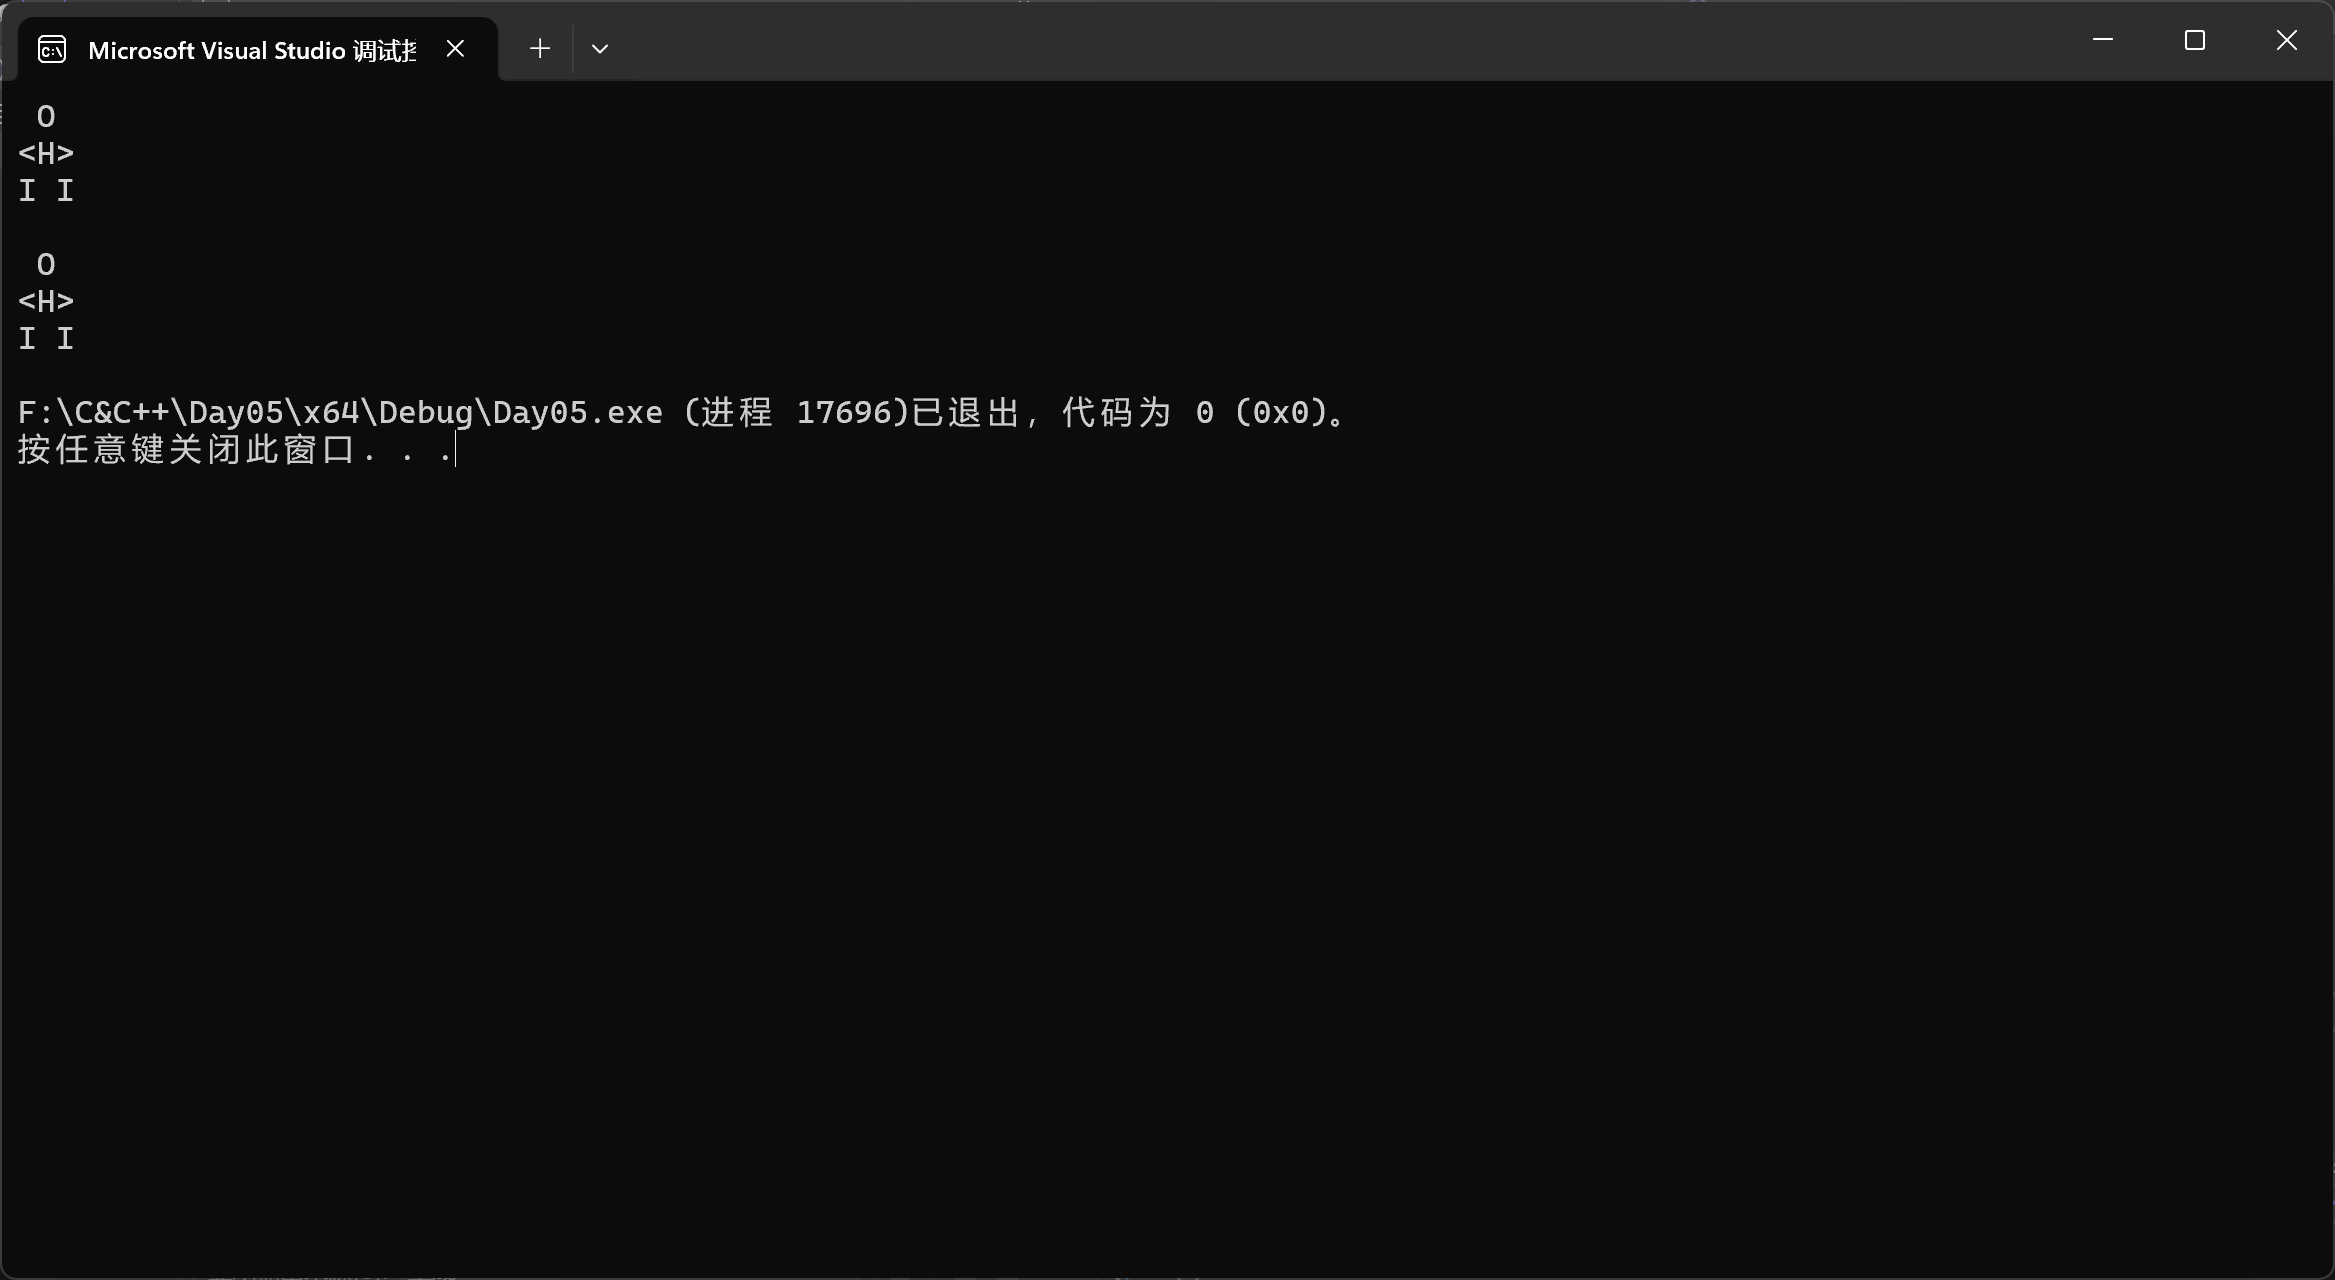 Microsoft Visual Studio 调试控
 O
<H>
I I
 O
<H>
I I
F:\C&C++\Day05\x64\Debug\Day05.exe (进程 17696)已退出，代码为 0 (0x0)。
按任意键关闭此窗口. . .